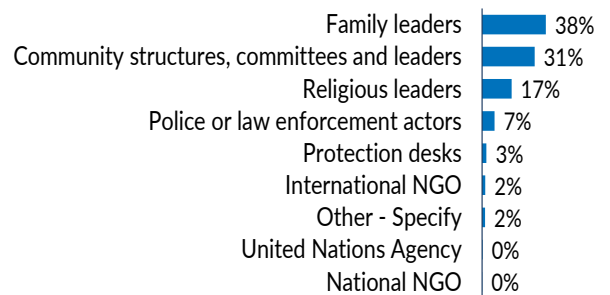 Family leaders 38%
Community structures, committees and leaders 31%
Religious leaders 17%
Police or law enforcement actors 7%
Protection desks 3%
International NGO 2%
Other - Specify 2%
United Nations Agency 0%
National NGO 0%